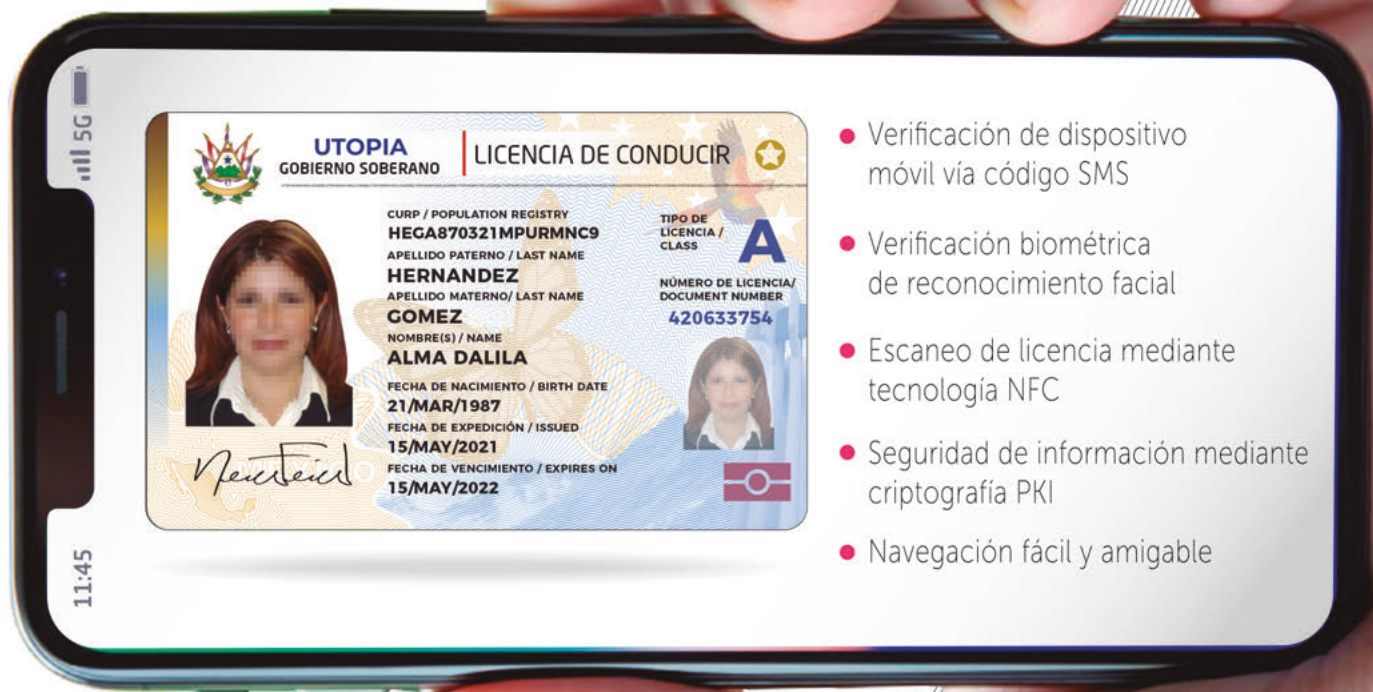 5G
11:45
UTOPIA
GOBIERNO SOBERANO
LICENCIA DE CONDUCIR
CURP / POPULATION REGISTRY
HEGA870321MPURMNC9
APELLIDO PATERNO / LAST NAME
HERNANDEZ
APELLIDO MATERNO/ LAST NAME
GOMEZ
NOMBRE(S) / NAME
ALMA DALILA
FECHA DE NACIMIENTO / BIRTH DATE
21/MAR/1987
FECHA DE EXPEDICIÓN / ISSUED
15/MAY/2021
FECHA DE VENCIMIENTO / EXPIRES ON
15/MAY/2022
TIPO DE
LICENCIA /
CLASS
A
NÚMERO DE LICENCIA/
DOCUMENT NUMBER
420633754
Verificación de dispositivo
móvil vía código SMS
Verificación biométrica
de reconocimiento facial
Escaneo de licencia mediante
tecnología NFC
Seguridad de información mediante
criptografía PKI
Navegación fácil y amigable